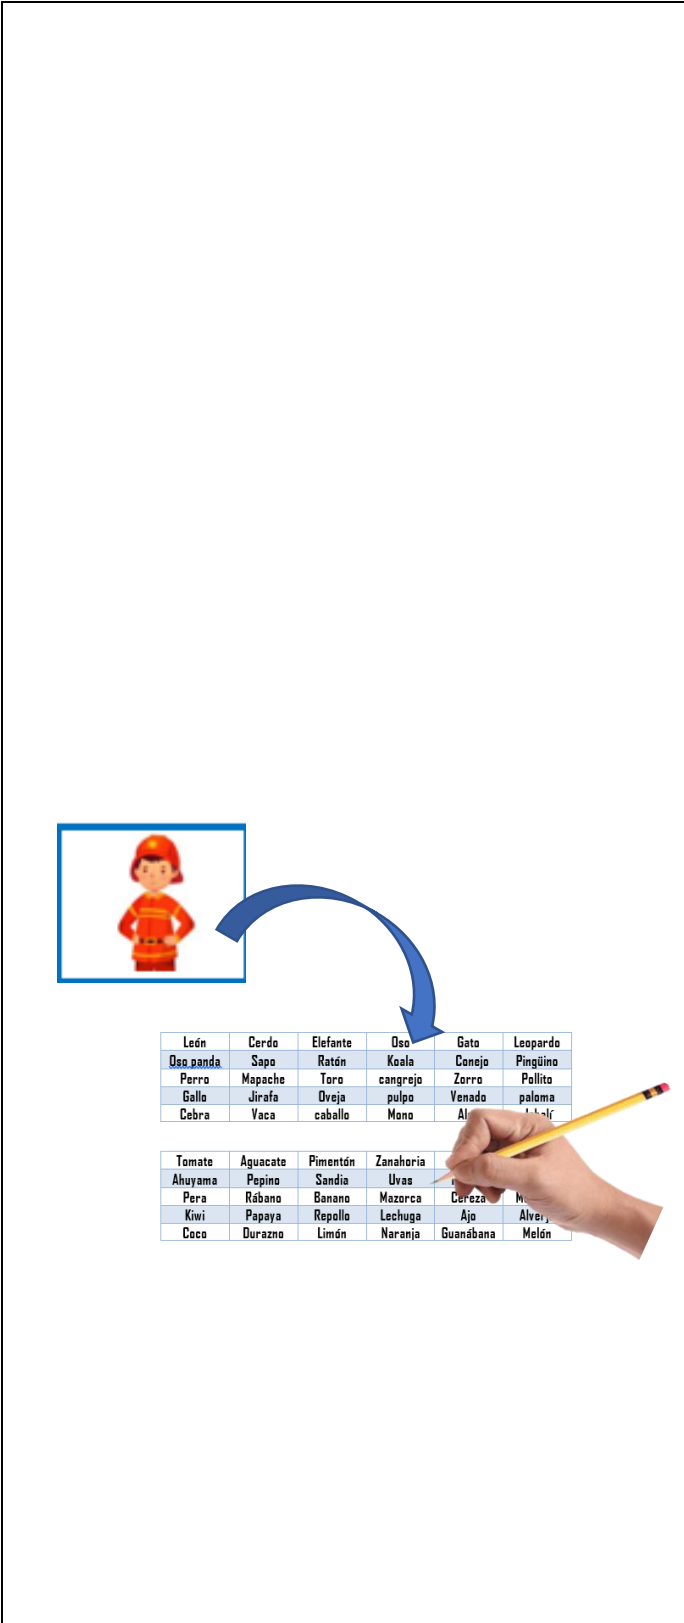 León Cerdo Elefante Oso Gato Leopardo
Oso panda Sapo Ratón Koala Conejo Pingüino
Perro Mapache Toro cangrejo Zorro Pollito
Gallo Jirafa Oveja pulpo Venado paloma
Cebra Vaca caballo Mono
Tomate Aguacate Pimentón Zanahoria
Ahuyama Pepino Sandia Uvas
Pera Rábano Banano Mazorca Cereza
Kiwi Papaya Repollo Lechuga Ajo
Coco Durazno Limón Naranja Guanábana Melón